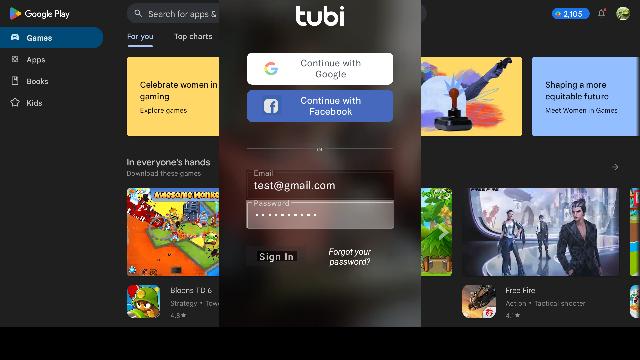 Google Play
Search for apps &
2,105
Games
Apps
Books
Kids
For you
Top charts
Celebrate women in
gaming
Explore games
Shaping a more
equitable future
Meet Women in Games
In everyone's hands
Download these games
Bloons TD 6
Strategy • Tow
4.8★
Free Fire
Action • Tactical shooter
4.1★
tubi
Continue with
Google
Continue with
Facebook
OR
Email
test@gmail.com
Password
••••••••••
Sign In
Forgot your
password?